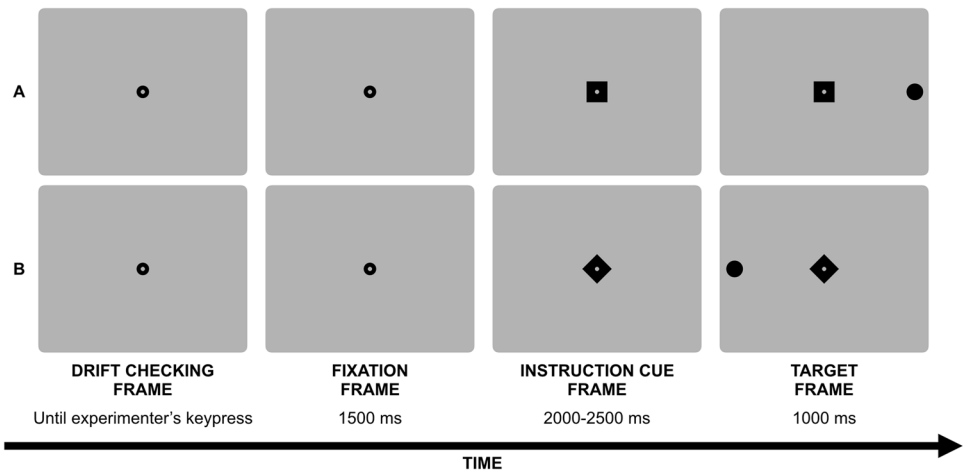 A
B
DRIFT CHECKING
FRAME
Until experimenter's keypress
FIXATION
FRAME
1500 ms
INSTRUCTION CUE
FRAME
2000-2500 ms
TARGET
FRAME
1000 ms
TIME